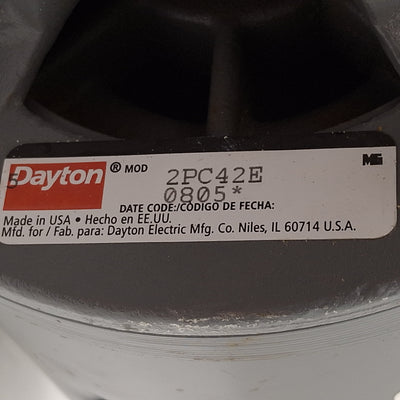 Dayton® MOD 2PC42E
0805*
DATE CODE:/CÓDIGO DE FECHA:
Made in USA • Hecho en EE.UU.
Mfd. for / Fab. para: Dayton Electric Mfg. Co. Niles, IL 60714 U.S.A.